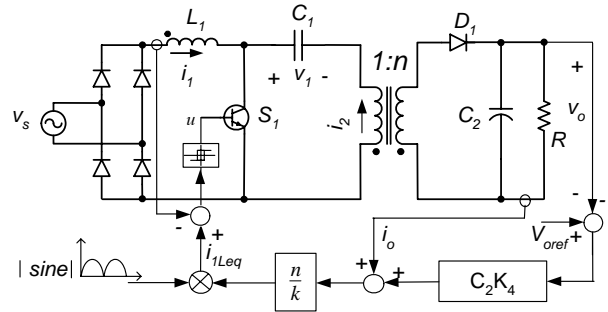 L1
C1
D1
i1
+ v1 -
1:n
+
vs
u
S1
i2
C2
R
vo
-
- +
i1Leq
io
- +
Voref
| sine|
n/k
+ +
C2K4